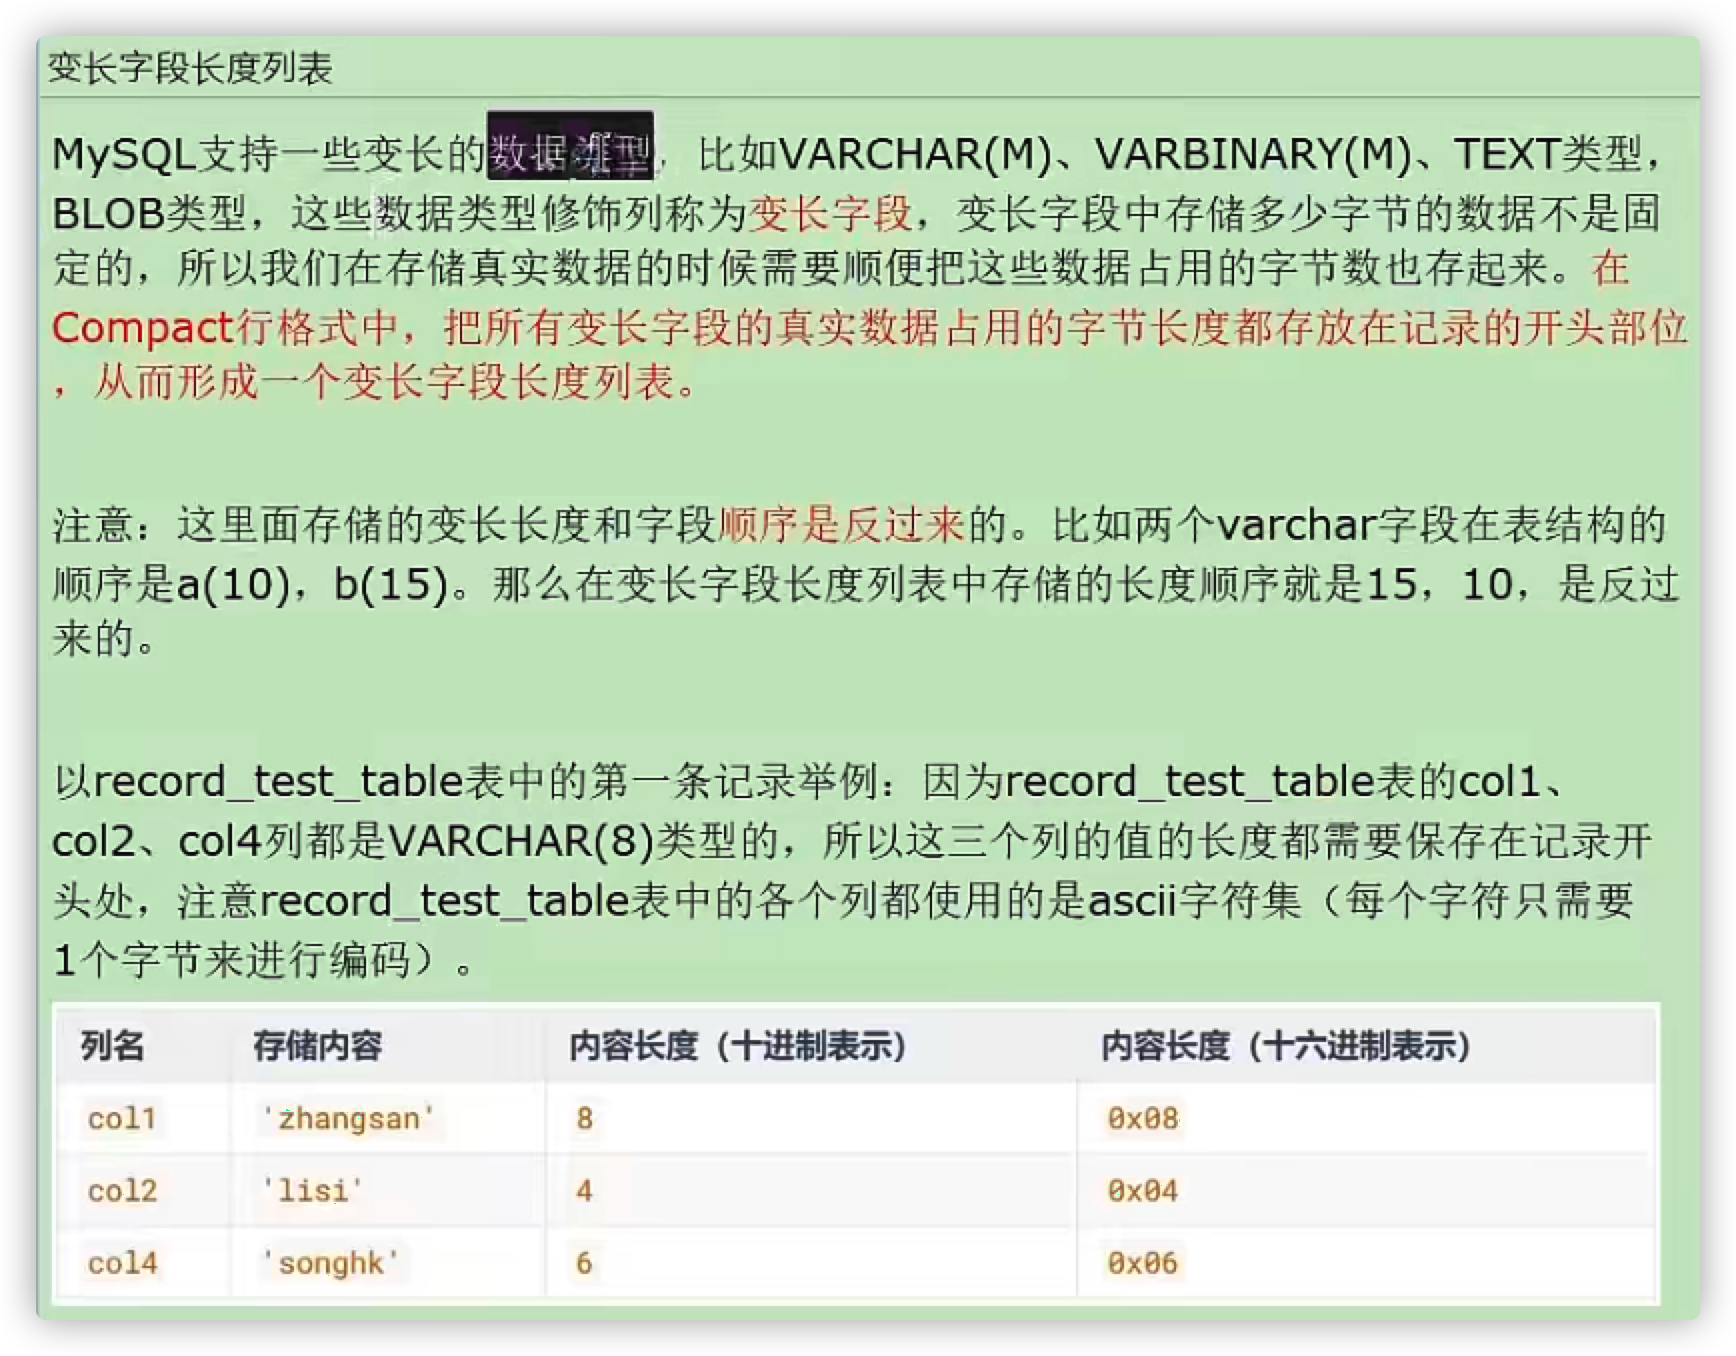 变长字段长度列表
MySQL支持一些变长的数据类型，比如VARCHAR(M)、VARBINARY(M)、TEXT类型，
BLOB类型，这些数据类型修饰列称为变长字段，变长字段中存储多少字节的数据不是固
定的，所以我们在存储真实数据的时候需要顺便把这些数据占用的字节数也存起来。在
Compact行格式中，把所有变长字段的真实数据占用的字节长度都存放在记录的开头部位
，从而形成一个变长字段长度列表。
注意：这里面存储的变长长度和字段顺序是反过来的。比如两个varchar字段在表结构的
顺序是a(10)，b(15)。那么在变长字段长度列表中存储的长度顺序就是15，10，是反过
来的。
以record_test_table表中的第一条记录举例：因为record_test_table表的col1、
col2、col4列都是VARCHAR(8)类型的，所以这三个列的值的长度都需要保存在记录开
头处，注意record_test_table表中的各个列都使用的是ascii字符集（每个字符只需要
1个字节来进行编码）。
列名 存储内容 内容长度（十进制表示） 内容长度（十六进制表示）
col1 'zhangsan' 8 0x08
col2 'lisi' 4 0x04
col4 'songhk' 6 0x06